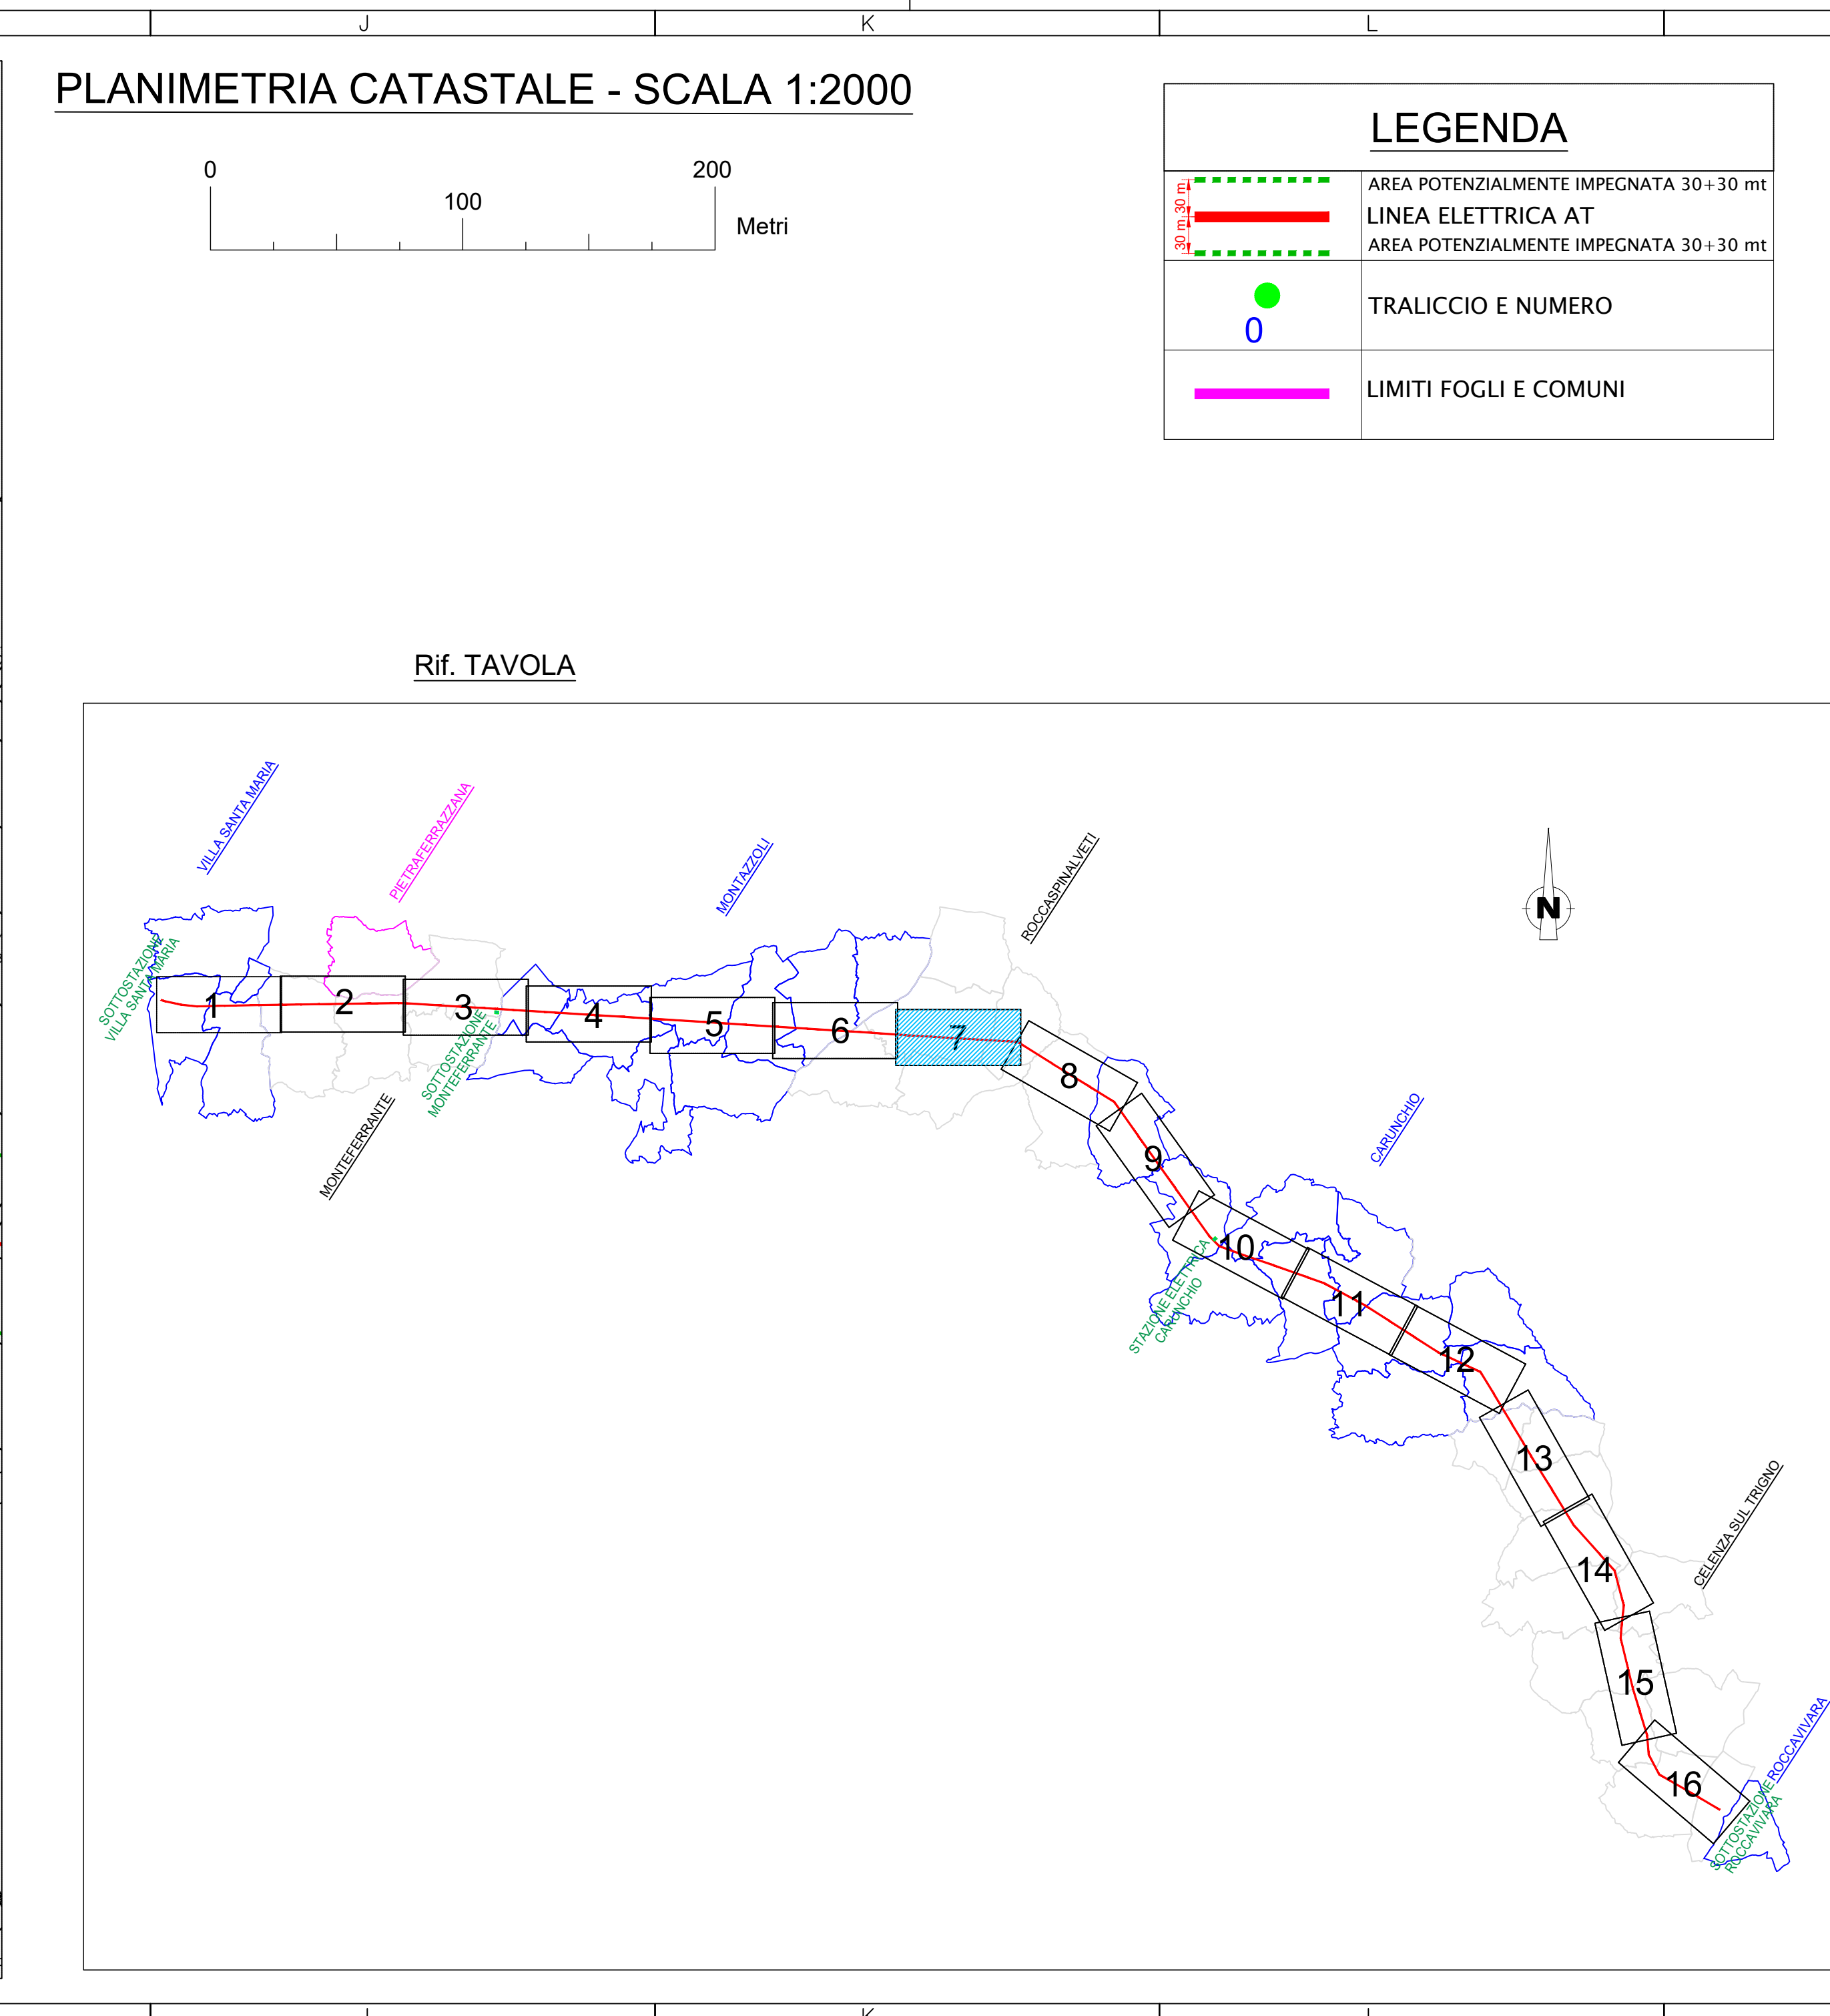 J
K
L
PLANIMETRIA CATASTALE - SCALA 1:2000
0
200
100
Metri
LEGENDA
30 m
30 m
AREA POTENZIALMENTE IMPEGNATA 30+30 mt
LINEA ELETTRICA AT
AREA POTENZIALMENTE IMPEGNATA 30+30 mt
0
TRALICCIO E NUMERO
LIMITI FOGLI E COMUNI
Rif. TAVOLA
VILLA SANTA MARIA
PIETRAFERRAZZANA
MONTAZZOLI
ROCCASPINALVETI
N
SOTTOSTAZIONE
VILLA SANTA MARIA
1
2
3
4
5
6
7
8
SOTTOSTAZIONE
MONTEFERRANTE
MONTEFERRANTE
9
CARUNCHIO
10
STAZIONE ELETTRICA
CARUNCHIO
11
12
13
CELENZA SUL TRIGNO
14
15
16
ROCCAVIVARA
SOTTOSTAZIONE
ROCCAVIVARA